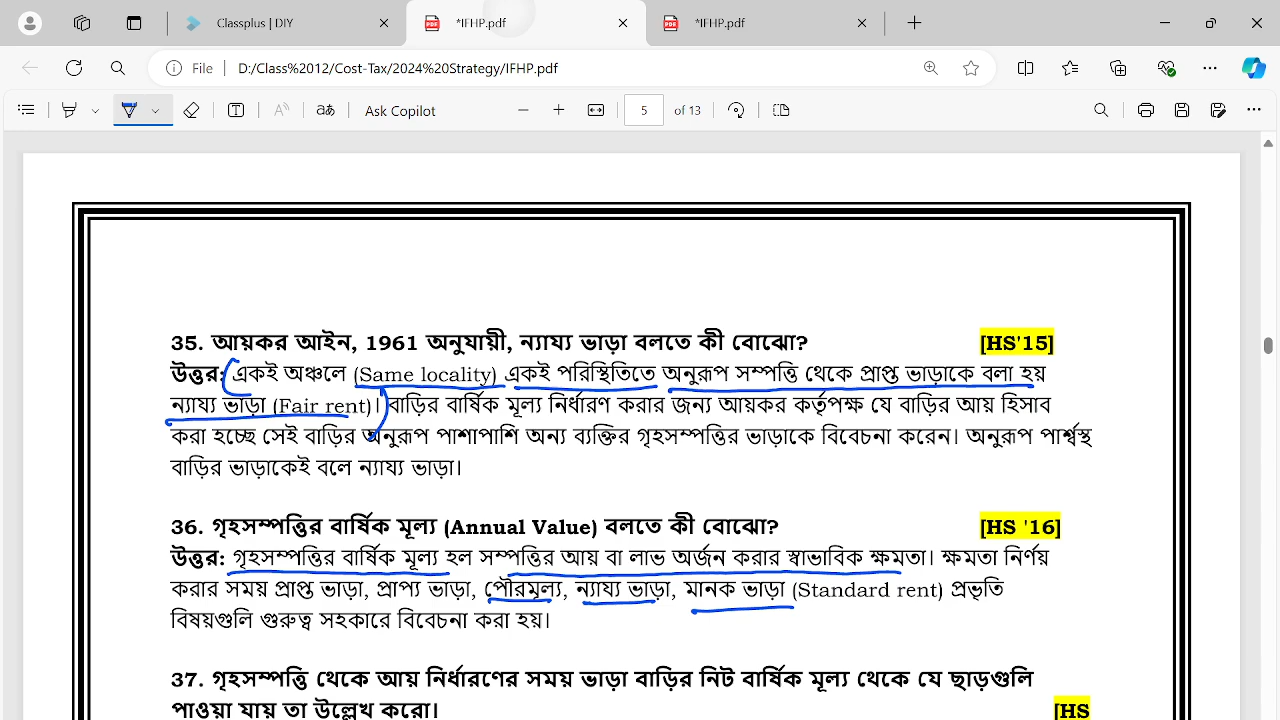 Classplus | DIY
*IFHP.pdf
*IFHP.pdf
File
D:/Class%2012/Cost-Tax/2024%20Strategy/IFHP.pdf
Ask Copilot
5 of 13
35. আয়কর আইন, 1961 অনুযায়ী, ন্যায্য ভাড়া বলতে কী বোঝো? [HS'15]
উত্তর: একই অঞ্চলে (Same locality) একই পরিস্থিতিতে অনুরূপ সম্পত্তি থেকে প্রাপ্ত ভাড়াকে বলা হয়
ন্যায্য ভাড়া (Fair rent)। বাড়ির বার্ষিক মূল্য নির্ধারণ করার জন্য আয়কর কর্তৃপক্ষ যে বাড়ির আয় হিসাব
করা হচ্ছে সেই বাড়ির অনুরূপ পাশাপাশি অন্য ব্যক্তির গৃহসম্পত্তির ভাড়াকে বিবেচনা করেন। অনুরূপ পার্শ্বস্থ
বাড়ির ভাড়াকেই বলে ন্যায্য ভাড়া।
36. গৃহসম্পত্তির বার্ষিক মূল্য (Annual Value) বলতে কী বোঝো? [HS '16]
উত্তর: গৃহসম্পত্তির বার্ষিক মূল্য হল সম্পত্তির আয় বা লাভ অর্জন করার স্বাভাবিক ক্ষমতা। ক্ষমতা নির্ণয়
করার সময় প্রাপ্ত ভাড়া, প্রাপ্য ভাড়া, পৌরমূল্য, ন্যায্য ভাড়া, মানক ভাড়া (Standard rent) প্রভৃতি
বিষয়গুলি গুরুত্ব সহকারে বিবেচনা করা হয়।
37. গৃহসম্পত্তি থেকে আয় নির্ধারণের সময় ভাড়া বাড়ির নিট বার্ষিক মূল্য থেকে যে ছাড়গুলি
পাওয়া যায় তা উল্লেখ করো। [HS